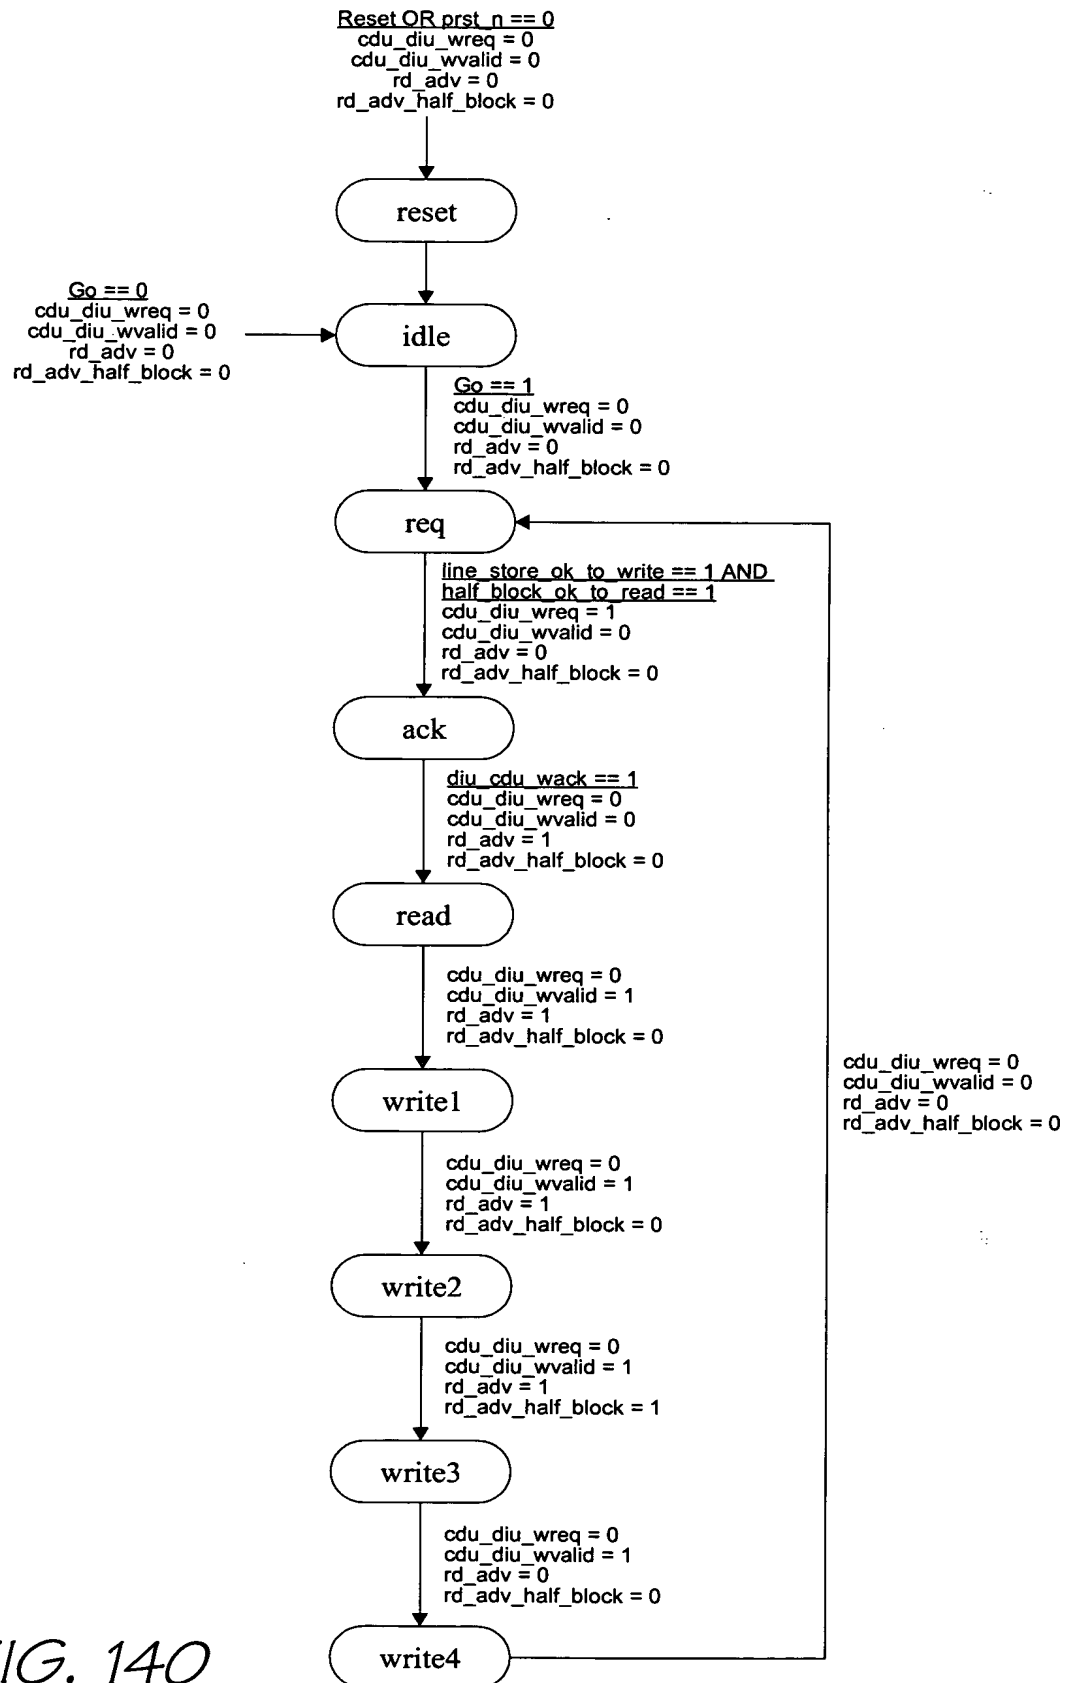 Reset OR prst_n == 0
cdu_diu_wreq = 0
cdu_diu_wvalid = 0
rd_adv = 0
rd_adv_half_block = 0
reset
Go == 0
cdu_diu_wreq = 0
cdu_diu_wvalid = 0
rd_adv = 0
rd_adv_half_block = 0
idle
Go == 1
cdu_diu_wreq = 0
cdu_diu_wvalid = 0
rd_adv = 0
rd_adv_half_block = 0
req
line_store_ok_to_write == 1 AND
half_block_ok_to_read == 1
cdu_diu_wreq = 1
cdu_diu_wvalid = 0
rd_adv = 0
rd_adv_half_block = 0
ack
diu_cdu_wack == 1
cdu_diu_wreq = 0
cdu_diu_wvalid = 0
rd_adv = 1
rd_adv_half_block = 0
read
cdu_diu_wreq = 0
cdu_diu_wvalid = 1
rd_adv = 1
rd_adv_half_block = 0
cdu_diu_wreq = 0
cdu_diu_wvalid = 0
rd_adv = 0
rd_adv_half_block = 0
write1
cdu_diu_wreq = 0
cdu_diu_wvalid = 1
rd_adv = 1
rd_adv_half_block = 0
write2
cdu_diu_wreq = 0
cdu_diu_wvalid = 1
rd_adv = 1
rd_adv_half_block = 1
write3
cdu_diu_wreq = 0
cdu_diu_wvalid = 1
rd_adv = 0
rd_adv_half_block = 0
write4
FIG. 140